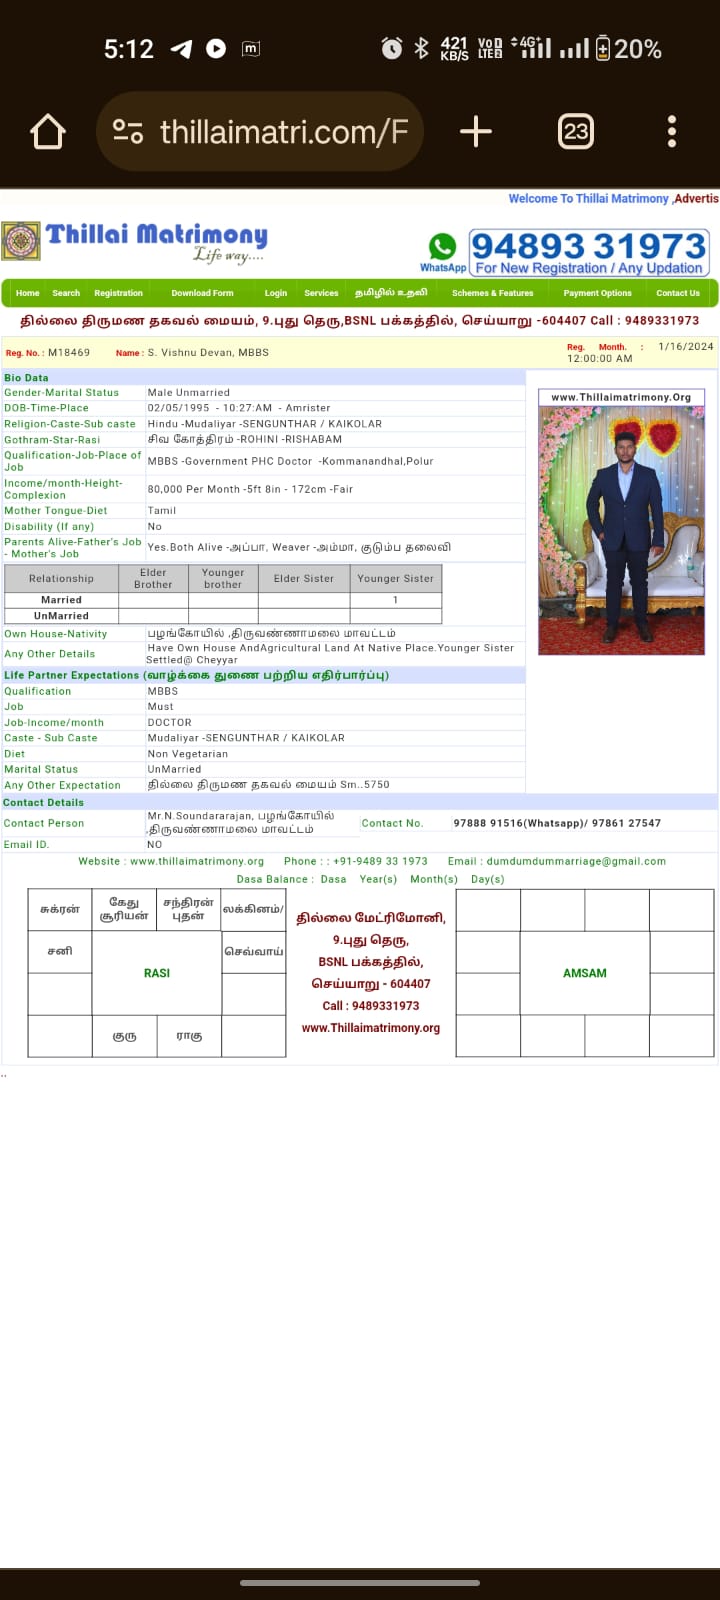 5:12
421 KB/S VoD LTE2 4G+ 20%
thillaimatri.com/F 23
Welcome To Thillai Matrimony ,Advertis
Thillai Matrimony
Life way....
WhatsApp 94893 31973
For New Registration / Any Updation
Home Search Registration Download Form Login Services தமிழில் உதவி Schemes & Features Payment Options Contact Us
தில்லை திருமண தகவல் மையம், 9.புது தெரு,BSNL பக்கத்தில், செய்யாறு -604407 Call : 9489331973
Reg. No. : M18469 Name : S. Vishnu Devan, MBBS Reg. Month. : 1/16/2024 12:00:00 AM
Bio Data
www.Thillaimatrimony.Org
Gender-Marital Status Male Unmarried
DOB-Time-Place 02/05/1995 - 10:27:AM - Amrister
Religion-Caste-Sub caste Hindu -Mudaliyar -SENGUNTHAR / KAIKOLAR
Gothram-Star-Rasi சிவ கோத்திரம் -ROHINI -RISHABAM
Qualification-Job-Place of Job MBBS -Government PHC Doctor -Kommanandhal,Polur
Income/month-Height-Complexion 80,000 Per Month -5ft 8in - 172cm -Fair
Mother Tongue-Diet Tamil
Disability (If any) No
Parents Alive-Father's Job - Mother's Job Yes.Both Alive -அப்பா, Weaver -அம்மா, குடும்ப தலைவி
Relationship Elder Brother Younger brother Elder Sister Younger Sister
Married 1
UnMarried
Own House-Nativity பழங்கோயில் ,திருவண்ணாமலை மாவட்டம்
Any Other Details Have Own House AndAgricultural Land At Native Place.Younger Sister Settled@ Cheyyar
Life Partner Expectations (வாழ்க்கை துணை பற்றிய எதிர்பார்ப்பு)
Qualification MBBS
Job Must
Job-Income/month DOCTOR
Caste - Sub Caste Mudaliyar -SENGUNTHAR / KAIKOLAR
Diet Non Vegetarian
Marital Status UnMarried
Any Other Expectation தில்லை திருமண தகவல் மையம் Sm..5750
Contact Details
Contact Person Mr.N.Soundararajan, பழங்கோயில் ,திருவண்ணாமலை மாவட்டம் Contact No. 97888 91516(Whatsapp)/ 97861 27547
Email ID. NO
Website : www.thillaimatrimony.org Phone : : +91-9489 33 1973 Email : dumdumdummarriage@gmail.com
Dasa Balance : Dasa Year(s) Month(s) Day(s)
சுக்ரன் கேது சூரியன் சந்திரன் புதன் லக்கினம்/
சனி செவ்வாய்
RASI
குரு ராகு
தில்லை மேட்ரிமோனி,
9.புது தெரு,
BSNL பக்கத்தில்,
செய்யாறு - 604407
Call : 9489331973
www.Thillaimatrimony.org
AMSAM
..